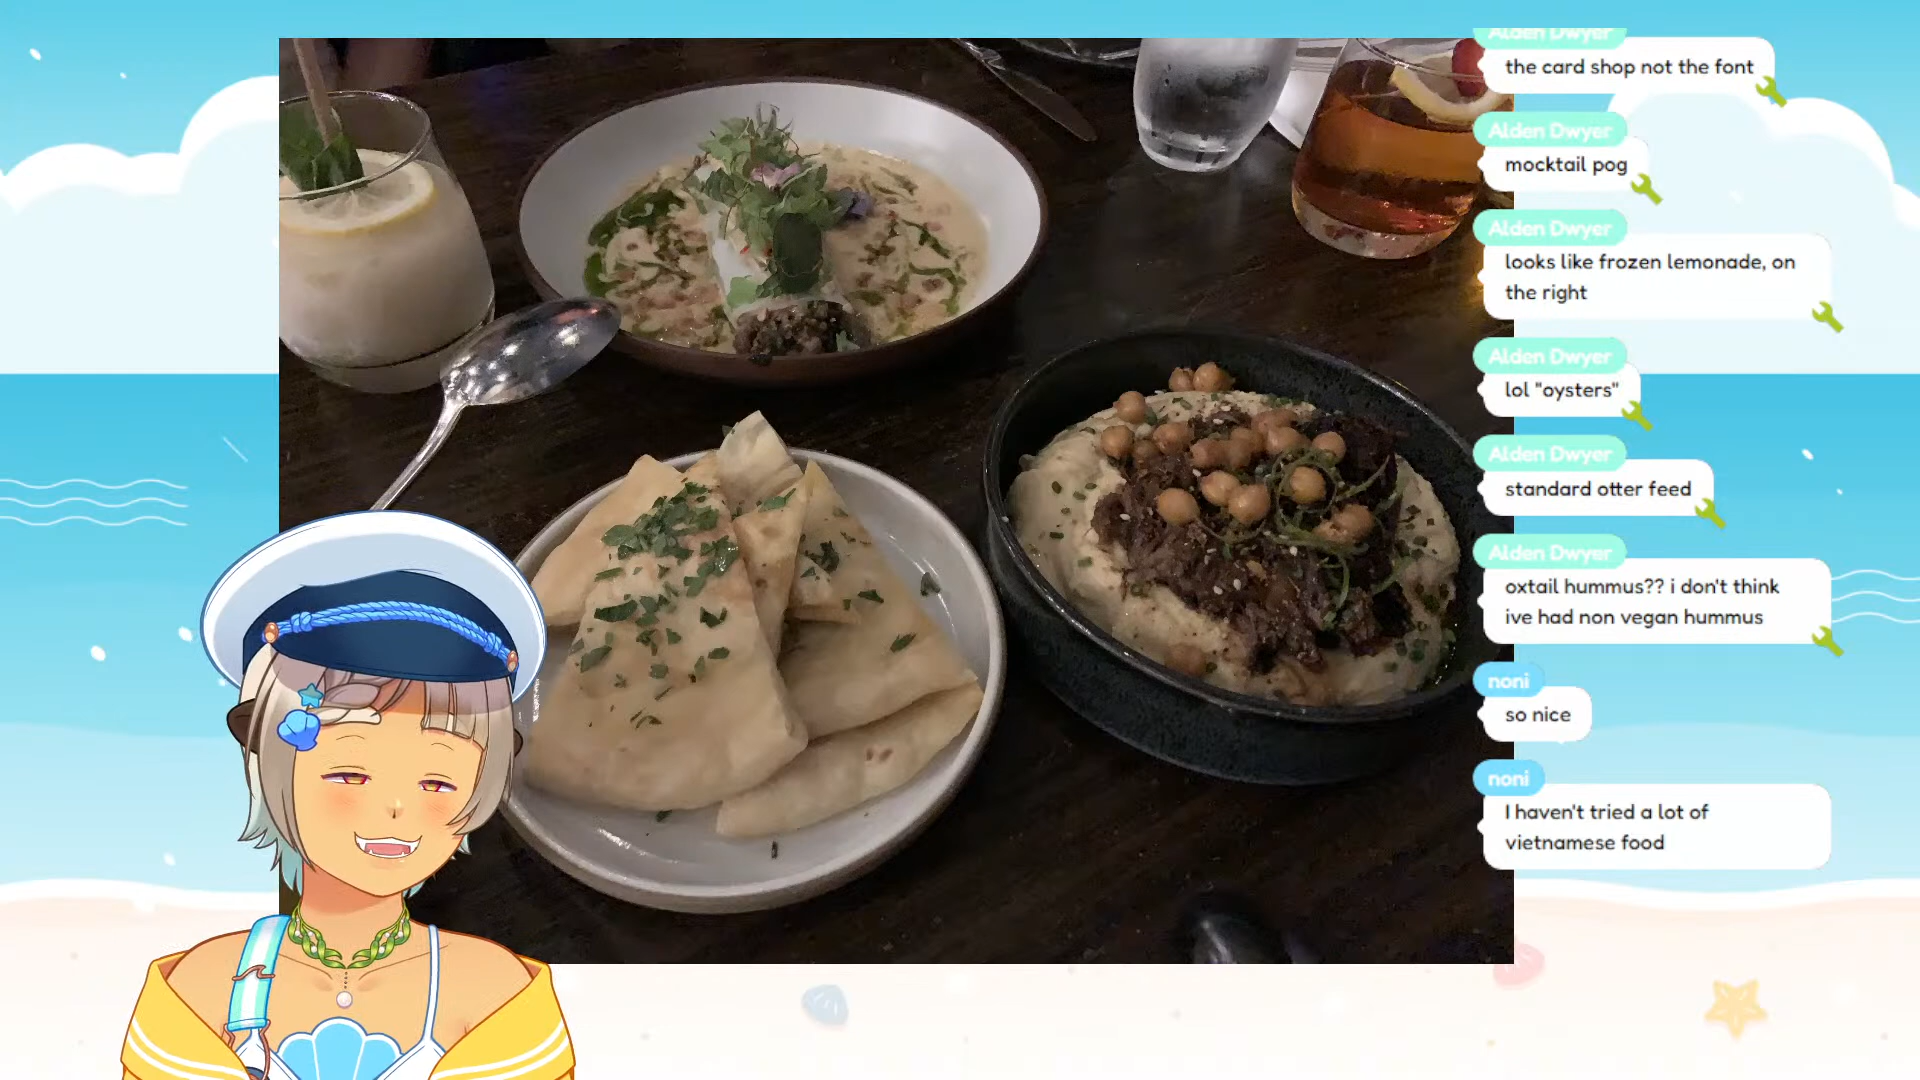 Alden Dwyer
the card shop not the font
Alden Dwyer
mocktail pog
Alden Dwyer
looks like frozen lemonade, on
the right
Alden Dwyer
lol "oysters"
Alden Dwyer
standard otter feed
Alden Dwyer
oxtail hummus?? i don't think
ive had non vegan hummus
noni
so nice
noni
I haven't tried a lot of
vietnamese food